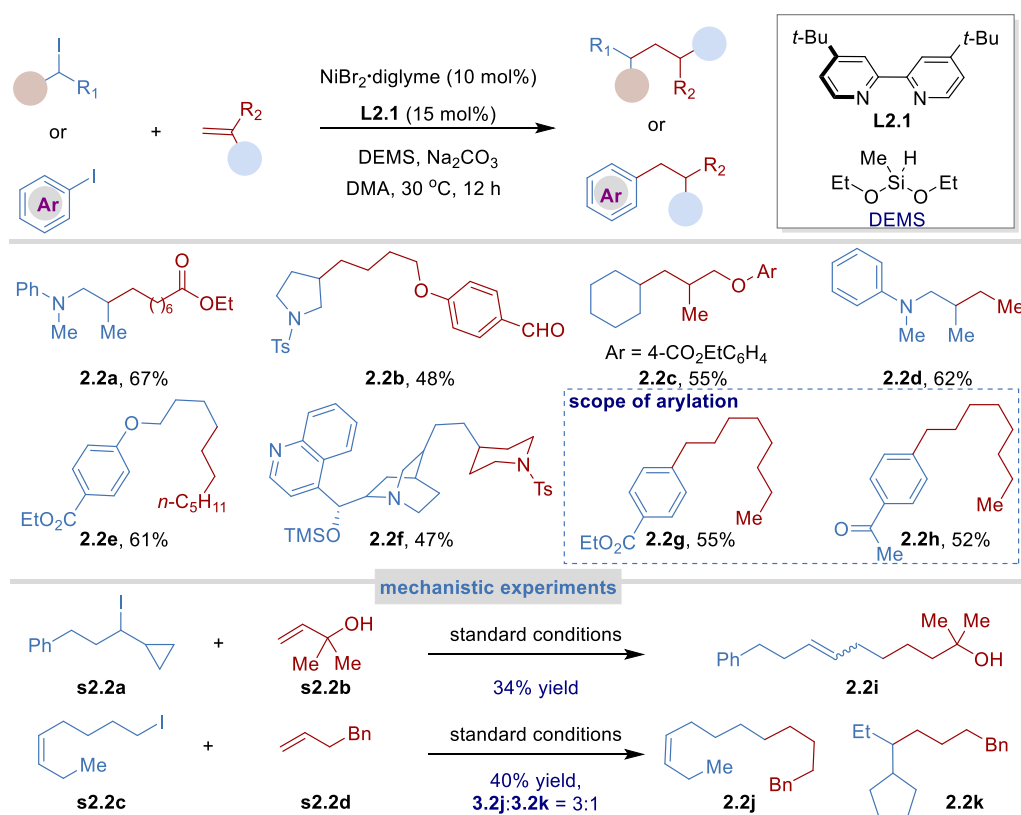 I
R1
or
I
Ar
+
R2
NiBr2•diglyme (10 mol%)
L2.1 (15 mol%)
DEMS, Na2CO3
DMA, 30 ºC, 12 h
R1
R2
or
Ar
R2
t-Bu
t-Bu
N
N
L2.1
Me
H
Si
Et
O
O
Et
DEMS
Ph
N
Me
Me
( )6
O
OEt
2.2a, 67%
N
Ts
O
CHO
2.2b, 48%
O
Ar
Me
Ar = 4-CO2EtC6H4
2.2c, 55%
N
Me
Me
Me
2.2d, 62%
O
EtO2C
n-C5H11
2.2e, 61%
N
N
TMSO
N
Ts
2.2f, 47%
scope of arylation
EtO2C
Me
2.2g, 55%
O
Me
Me
2.2h, 52%
mechanistic experiments
I
Ph
s2.2a
+
OH
Me
Me
s2.2b
standard conditions
34% yield
Ph
Me
Me
OH
2.2i
I
Me
s2.2c
+
Bn
s2.2d
standard conditions
40% yield,
3.2j:3.2k = 3:1
Me
Bn
2.2j
Et
Bn
2.2k